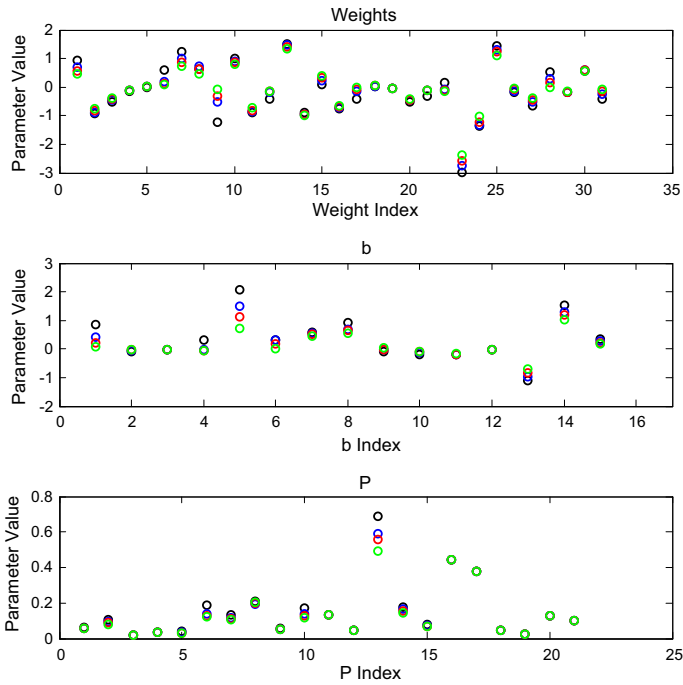 Weights
2
1
0
-1
-2
-3
Parameter Value
0 5 10 15 20 25 30 35
Weight Index
b
3
2
1
0
-1
-2
Parameter Value
0 2 4 6 8 10 12 14 16
b Index
P
0.8
0.6
0.4
0.2
0
Parameter Value
0 5 10 15 20 25
P Index